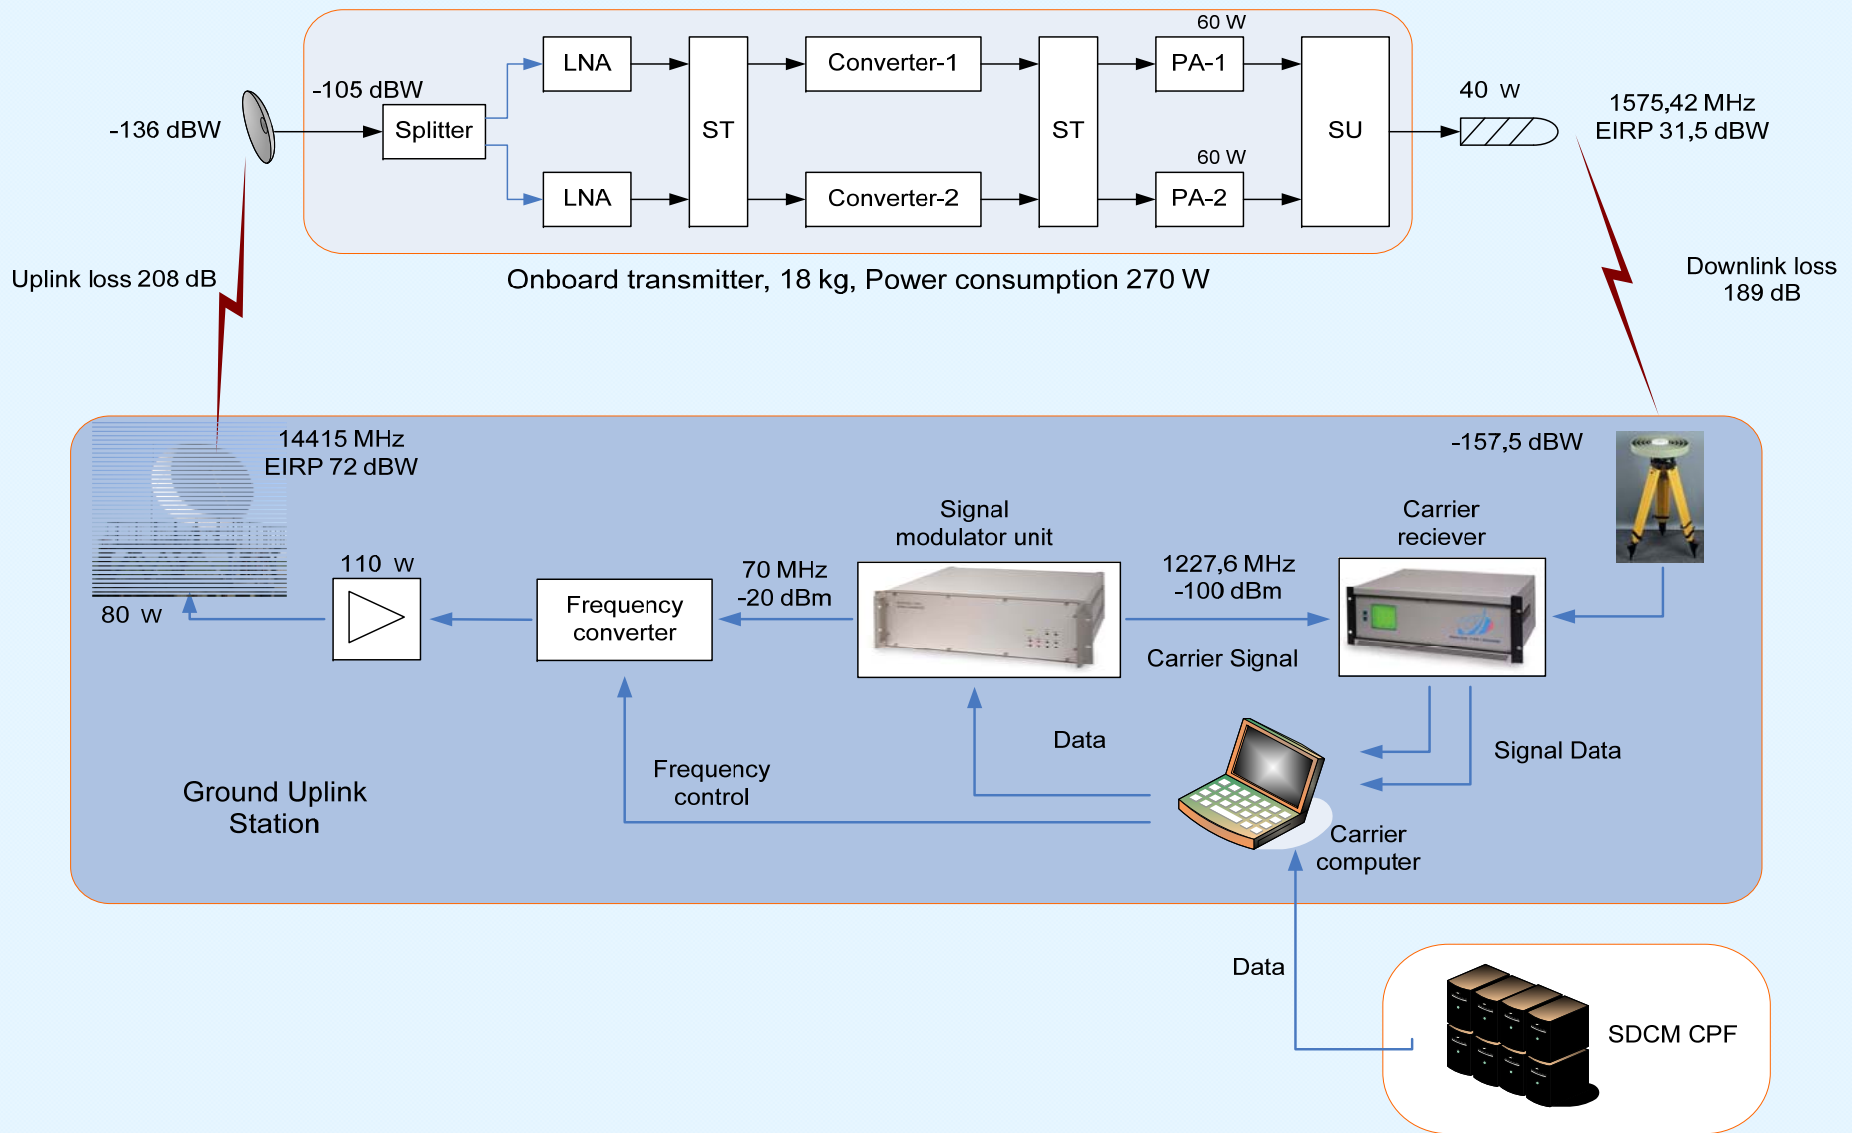 60 W
LNA
Converter-1
PA-1
-105 dBW
40 W
1575,42 MHz
EIRP 31,5 dBW
-136 dBW
Splitter
ST
ST
SU
60 W
LNA
Converter-2
PA-2
Uplink loss 208 dB
Onboard transmitter, 18 kg, Power consumption 270 W
Downlink loss
189 dB
14415 MHz
EIRP 72 dBW
-157,5 dBW
Signal
modulator unit
Carrier
reciever
110 W
70 MHz
-20 dBm
1227,6 MHz
-100 dBm
80 W
Frequency
converter
Carrier Signal
Data
Signal Data
Frequency
control
Ground Uplink
Station
Carrier
computer
Data
SDCM CPF